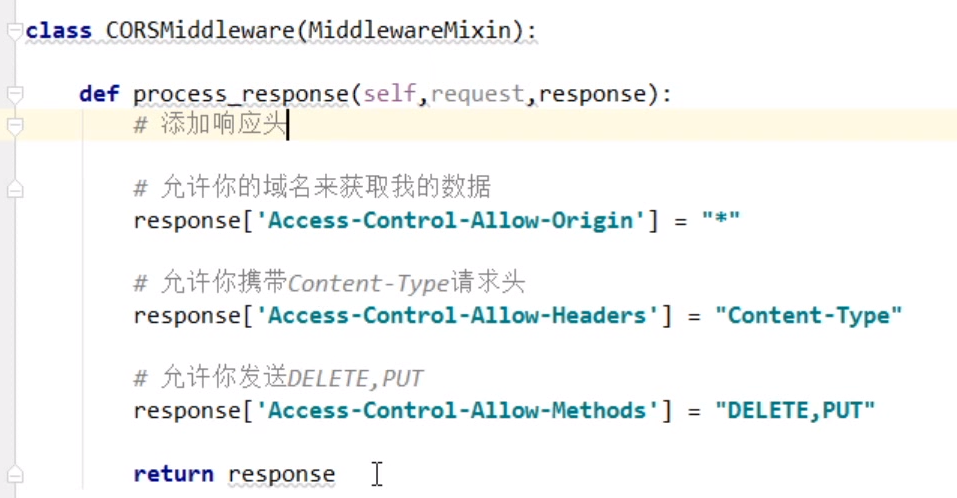 class CORSMiddleware(MiddlewareMixin):
def process_response(self,request,response):
# 添加响应头
# 允许你的域名来获取我的数据
response['Access-Control-Allow-Origin'] = "*"
# 允许你携带Content-Type请求头
response['Access-Control-Allow-Headers'] = "Content-Type"
# 允许你发送DELETE,PUT
response['Access-Control-Allow-Methods'] = "DELETE,PUT"
return response